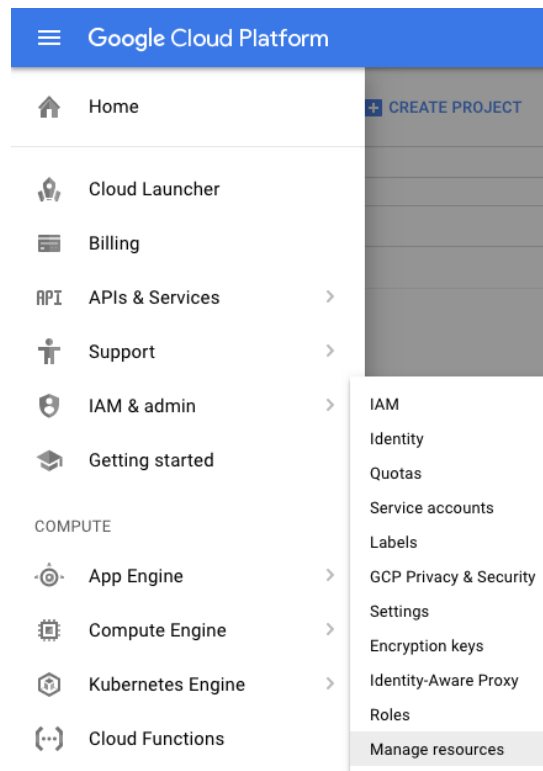 Google Cloud Platform
Home
CREATE PROJECT
Cloud Launcher
Billing
API APIs & Services
Support
IAM & admin
Getting started
COMPUTE
App Engine
Compute Engine
Kubernetes Engine
Cloud Functions
IAM
Identity
Quotas
Service accounts
Labels
GCP Privacy & Security
Settings
Encryption keys
Identity-Aware Proxy
Roles
Manage resources